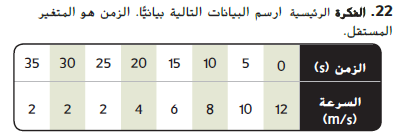 22. الفكرة الرئيسية ارسم البيانات التالية بيانيًا. الزمن هو المتغير
المستقل.
الزمن (s) 0 5 10 15 20 25 30 35
السرعة (m/s) 12 10 8 6 4 2 2 2